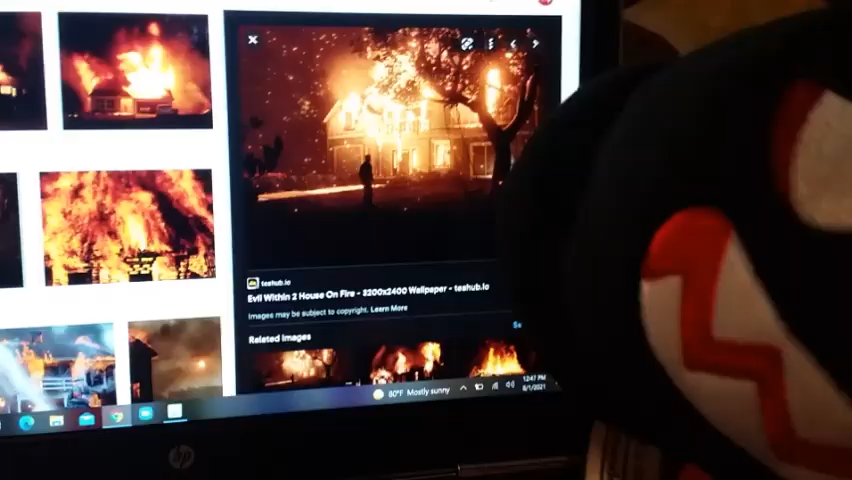 teahub.io
Evil Within 2 House On Fire - 3200x2400 Wallpaper - teahub.io
Images may be subject to copyright. Learn More
Related images
80°F Mostly sunny
12:47 PM
8/1/2021
hp